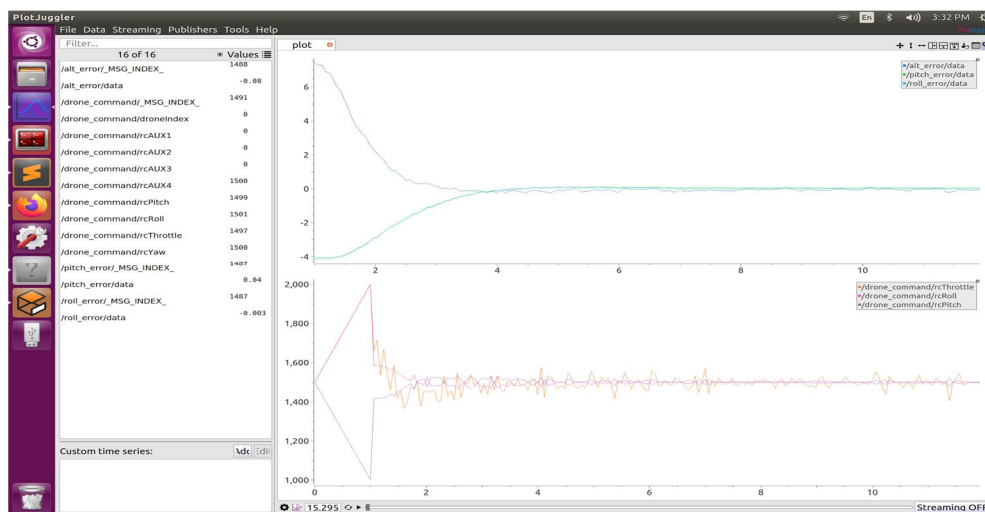 PlotJuggler
En
3:32 PM
File Data Streaming Publishers Tools Help
Filter...
16 of 16
Values
/alt_error/_MSG_INDEX_
1488
/alt_error/data
-0.08
/drone_command/_MSG_INDEX_
1491
/drone_command/droneIndex
0
/drone_command/rcAUX1
0
/drone_command/rcAUX2
0
/drone_command/rcAUX3
0
/drone_command/rcAUX4
1500
/drone_command/rcPitch
1499
/drone_command/rcRoll
1501
/drone_command/rcThrottle
1497
/drone_command/rcYaw
1500
/pitch_error/_MSG_INDEX_
1487
/pitch_error/data
0.04
/roll_error/_MSG_INDEX_
1487
/roll_error/data
-0.003
Custom time series:
plot
/alt_error/data
/pitch_error/data
/roll_error/data
6
4
2
0
-2
-4
2
4
6
8
10
/drone_command/rcThrottle
/drone_command/rcRoll
/drone_command/rcPitch
2,000
1,800
1,600
1,400
1,200
1,000
0
2
4
6
8
10
15.295
Streaming OFF